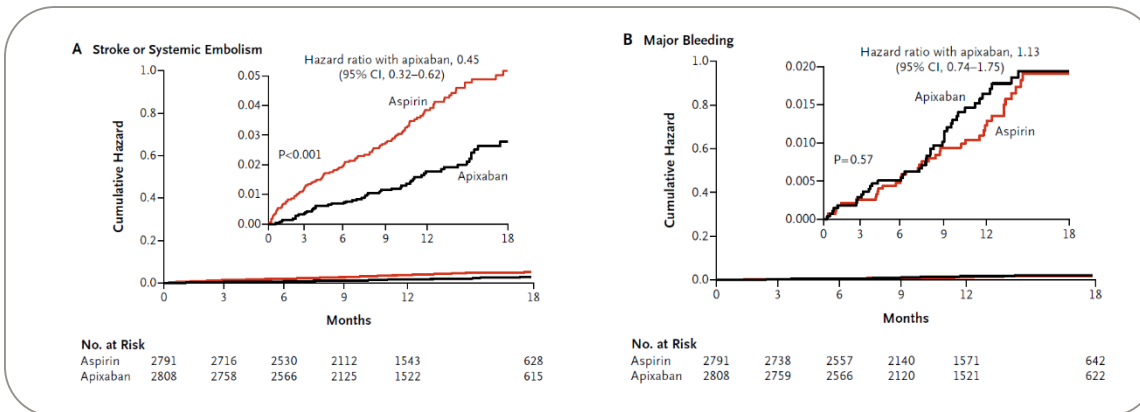 A Stroke or Systemic Embolism
Hazard ratio with apixaban, 0.45
(95% CI, 0.32–0.62)
Cumulative Hazard
1.0
0.8
0.6
0.4
0.2
0.0
0.05
0.04
0.03
0.02
0.01
0.00
Aspirin
P<0.001
Apixaban
0 3 6 9 12 18
0 3 6 9 12 18
Months
No. at Risk
Aspirin 2791 2716 2530 2112 1543 628
Apixaban 2808 2758 2566 2125 1522 615
B Major Bleeding
Hazard ratio with apixaban, 1.13
(95% CI, 0.74–1.75)
Cumulative Hazard
1.0
0.8
0.6
0.4
0.2
0.0
0.020
0.015
0.010
0.005
0.000
Apixaban
Aspirin
P=0.57
0 3 6 9 12 18
0 3 6 9 12 18
Months
No. at Risk
Aspirin 2791 2738 2557 2140 1571 642
Apixaban 2808 2759 2566 2120 1521 622